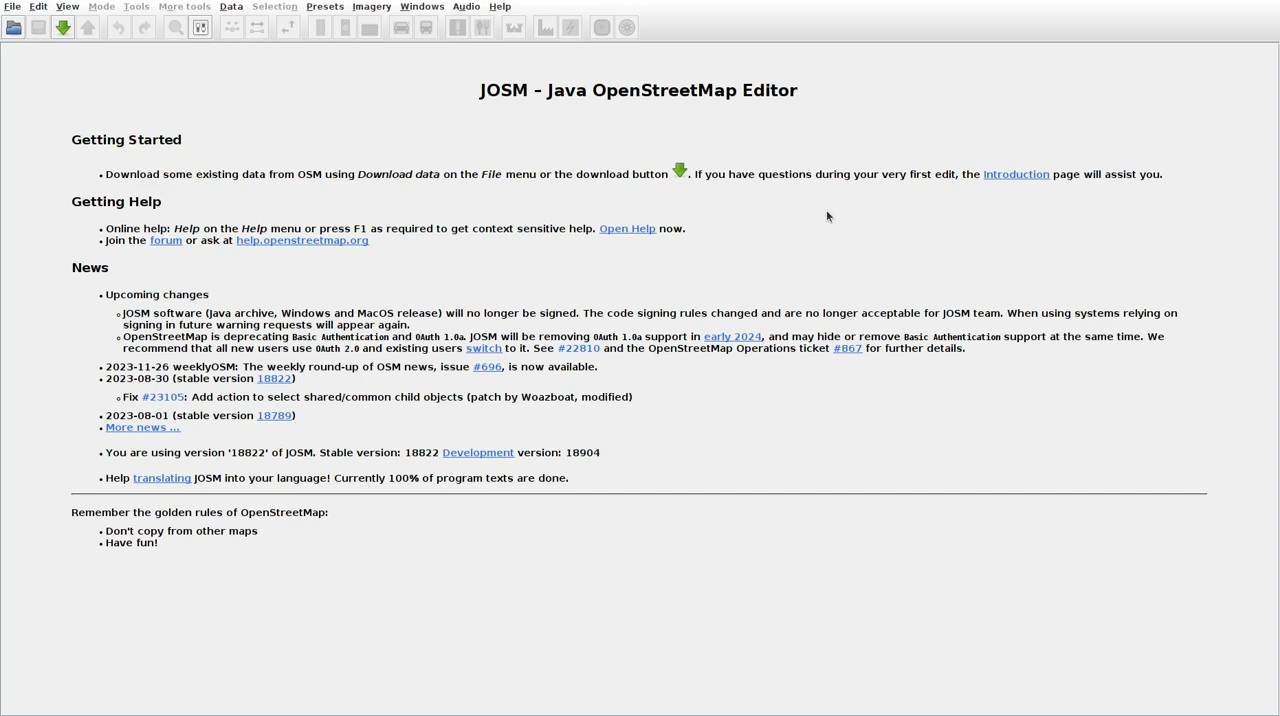 File Edit View Mode Tools More tools Data Selection Presets Imagery Windows Audio Help
JOSM – Java OpenStreetMap Editor
Getting Started
• Download some existing data from OSM using Download data on the File menu or the download button . If you have questions during your very first edit, the Introduction page will assist you.
Getting Help
• Online help: Help on the Help menu or press F1 as required to get context sensitive help. Open Help now.
• Join the forum or ask at help.openstreetmap.org
News
• Upcoming changes
◦ JOSM software (Java archive, Windows and MacOS release) will no longer be signed. The code signing rules changed and are no longer acceptable for JOSM team. When using systems relying on
signing in future warning requests will appear again.
◦ OpenStreetMap is deprecating Basic Authentication and OAuth 1.0a. JOSM will be removing OAuth 1.0a support in early 2024, and may hide or remove Basic Authentication support at the same time. We
recommend that all new users use OAuth 2.0 and existing users switch to it. See #22810 and the OpenStreetMap Operations ticket #867 for further details.
• 2023-11-26 weeklyOSM: The weekly round-up of OSM news, issue #696, is now available.
• 2023-08-30 (stable version 18822)
◦ Fix #23105: Add action to select shared/common child objects (patch by Woazboat, modified)
• 2023-08-01 (stable version 18789)
• More news ...
• You are using version '18822' of JOSM. Stable version: 18822 Development version: 18904
• Help translating JOSM into your language! Currently 100% of program texts are done.
Remember the golden rules of OpenStreetMap:
• Don't copy from other maps
• Have fun!